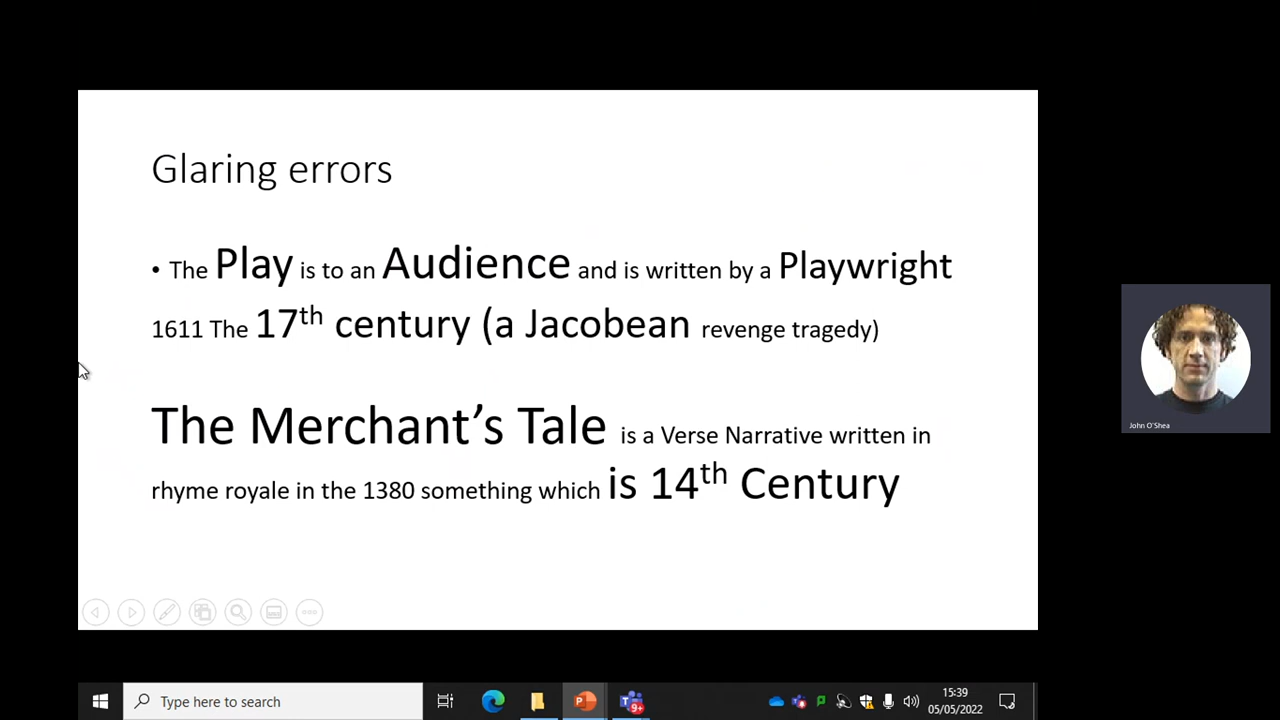 Glaring errors
• The Play is to an Audience and is written by a Playwright
1611 The 17th century (a Jacobean revenge tragedy)
The Merchant’s Tale is a Verse Narrative written in
rhyme royale in the 1380 something which is 14th Century
John O'Shea
Type here to search
9+
15:39
05/05/2022